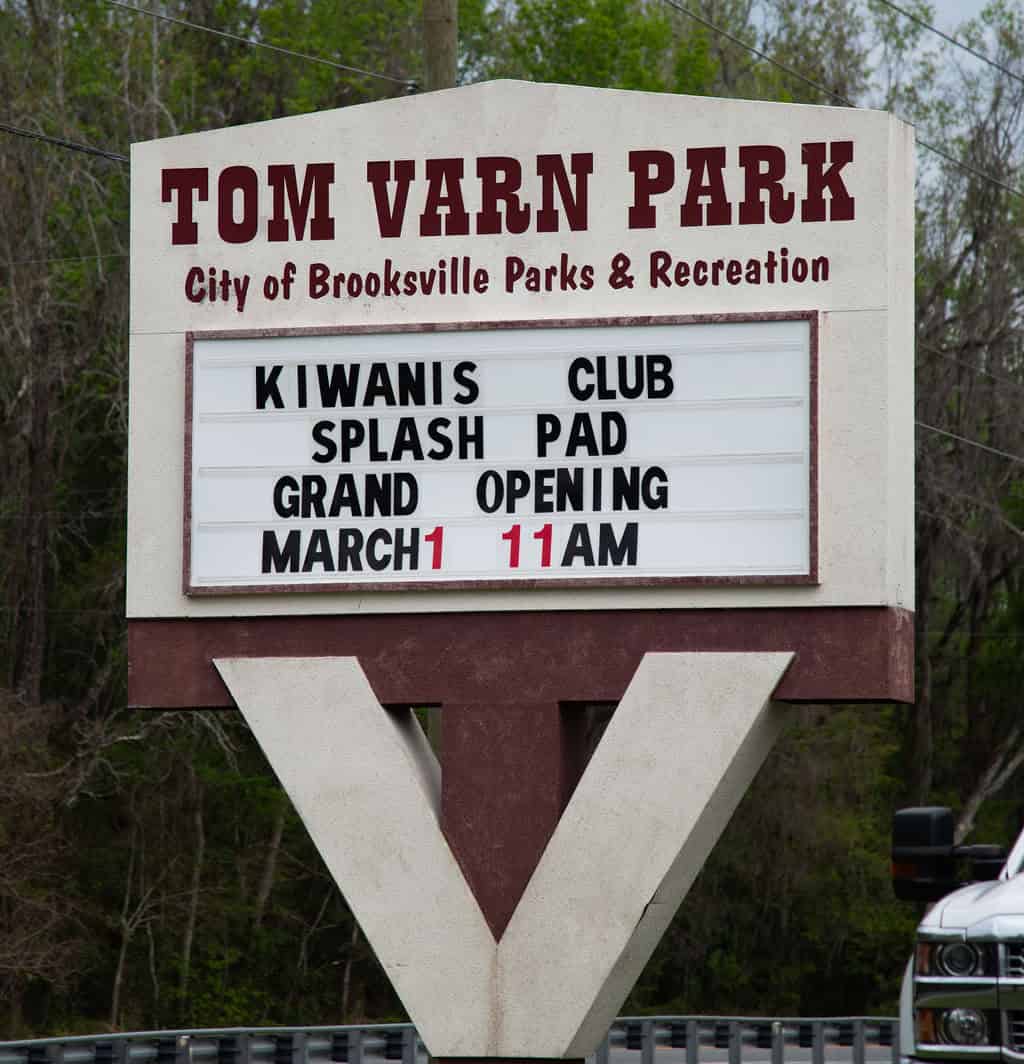 TOM VARN PARK
City of Brooksville Parks & Recreation
KIWANIS CLUB
SPLASH PAD
GRAND OPENING
MARCH1 11AM